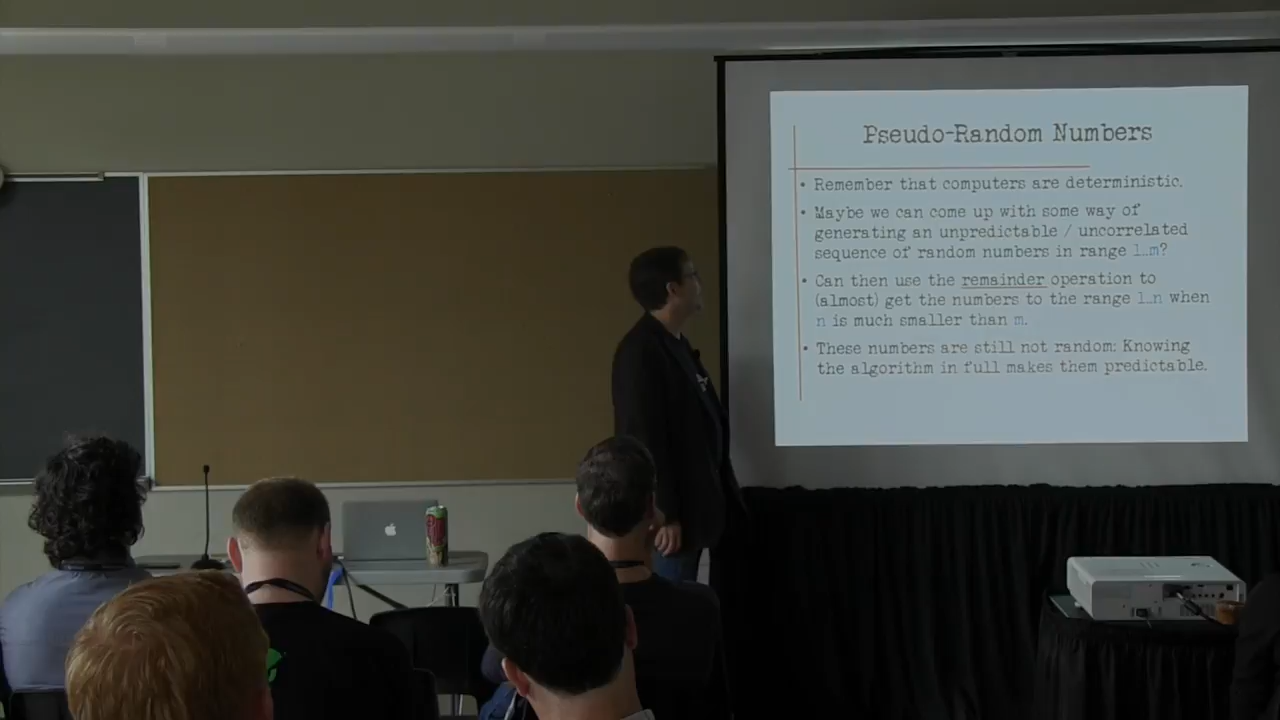 Pseudo-Random Numbers
• Remember that computers are deterministic.
• Maybe we can come up with some way of
generating an unpredictable / uncorrelated
sequence of random numbers in range 1..m?
• Can then use the remainder operation to
(almost) get the numbers to the range 1..n when
n is much smaller than m.
• These numbers are still not random: Knowing
the algorithm in full makes them predictable.